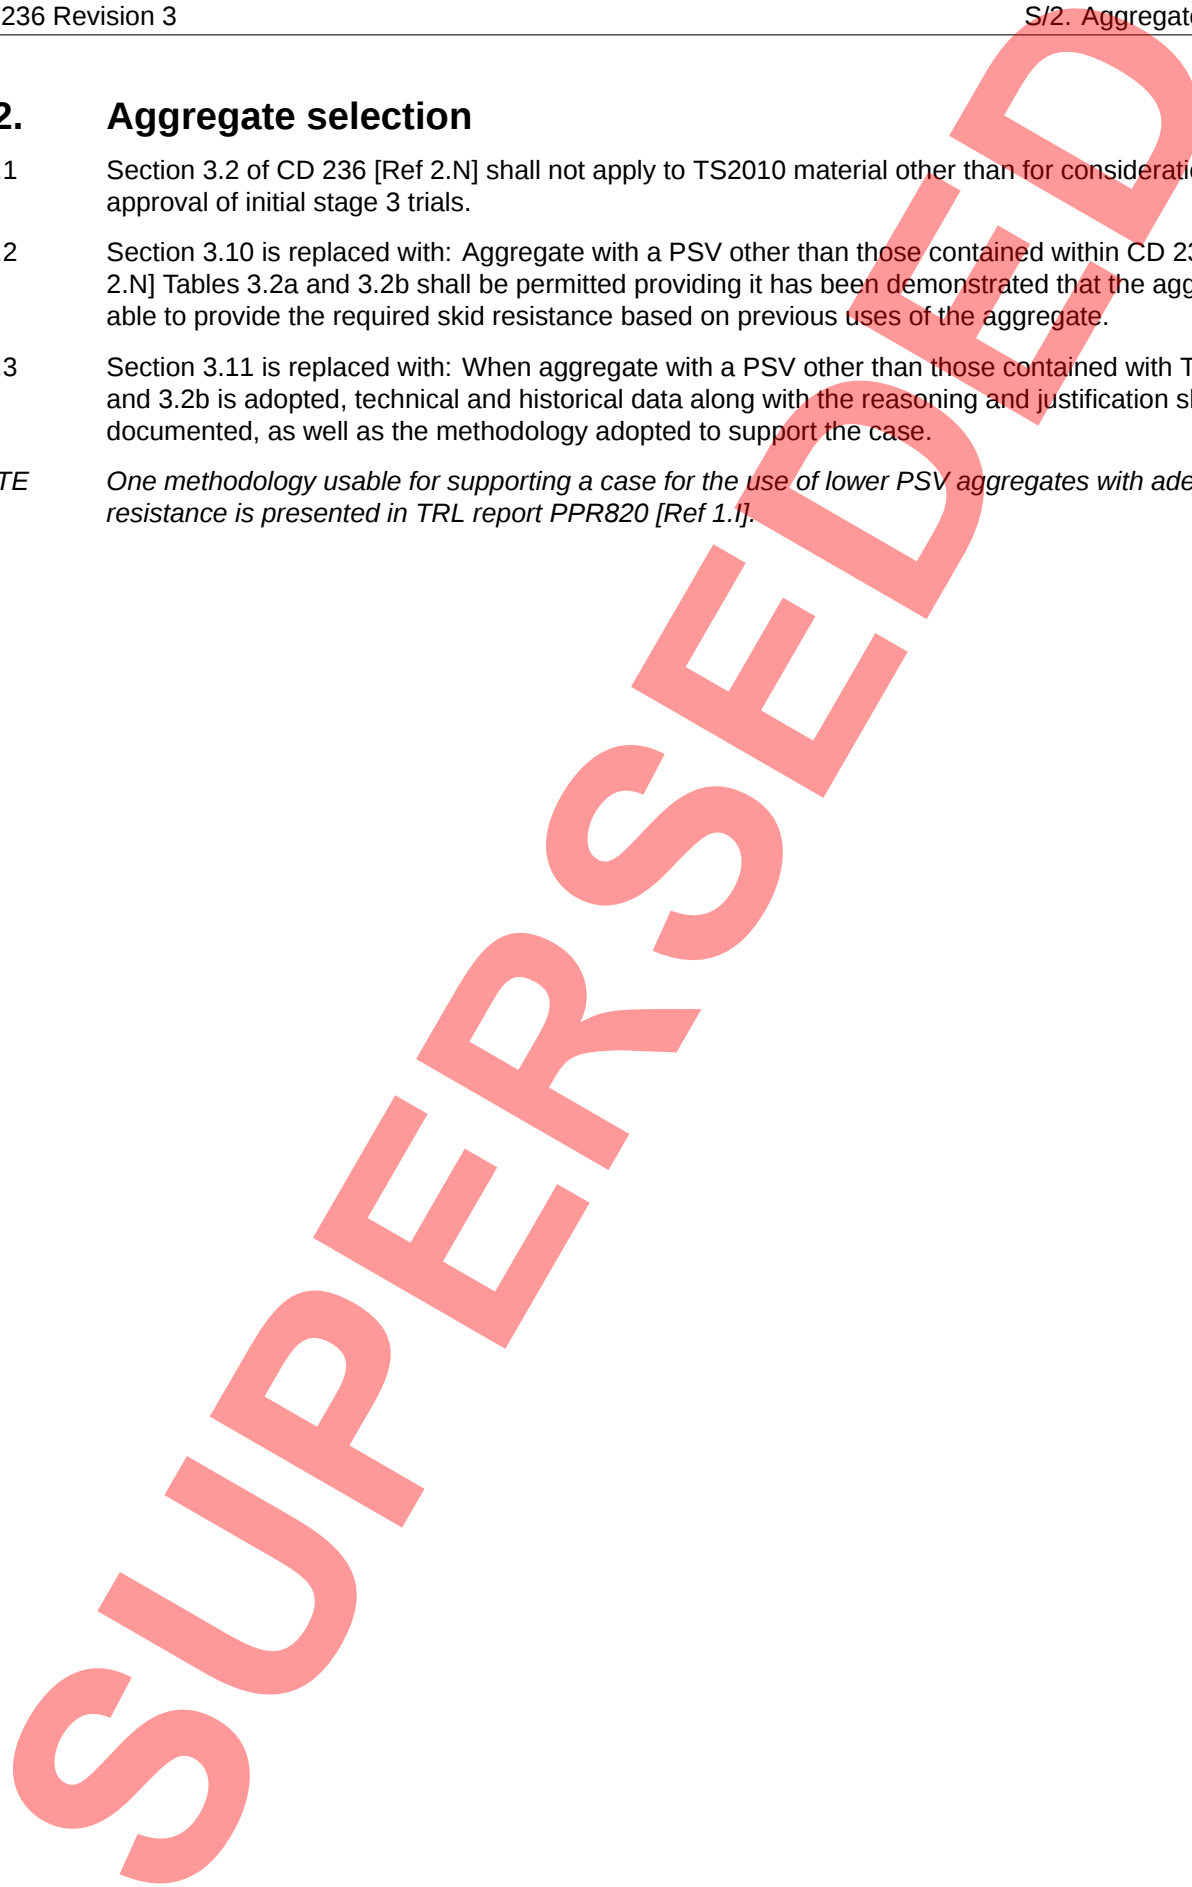 236 Revision 3 S/2. Aggregate
2. Aggregate selection
.1 Section 3.2 of CD 236 [Ref 2.N] shall not apply to TS2010 material other than for considerati
approval of initial stage 3 trials.
.2 Section 3.10 is replaced with: Aggregate with a PSV other than those contained within CD 23
2.N] Tables 3.2a and 3.2b shall be permitted providing it has been demonstrated that the agg
able to provide the required skid resistance based on previous uses of the aggregate.
.3 Section 3.11 is replaced with: When aggregate with a PSV other than those contained with T
and 3.2b is adopted, technical and historical data along with the reasoning and justification s
documented, as well as the methodology adopted to support the case.
TE One methodology usable for supporting a case for the use of lower PSV aggregates with ade
resistance is presented in TRL report PPR820 [Ref 1.I].
SUPERSEDED